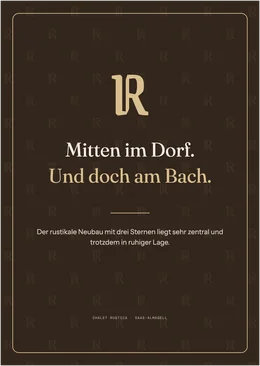 R
Mitten im Dorf.
Und doch am Bach.
Der rustikale Neubau mit drei Sternen liegt sehr zentral und
trotzdem in ruhiger Lage.
CHALET RUSTICA · SAAS-ALMAGELL